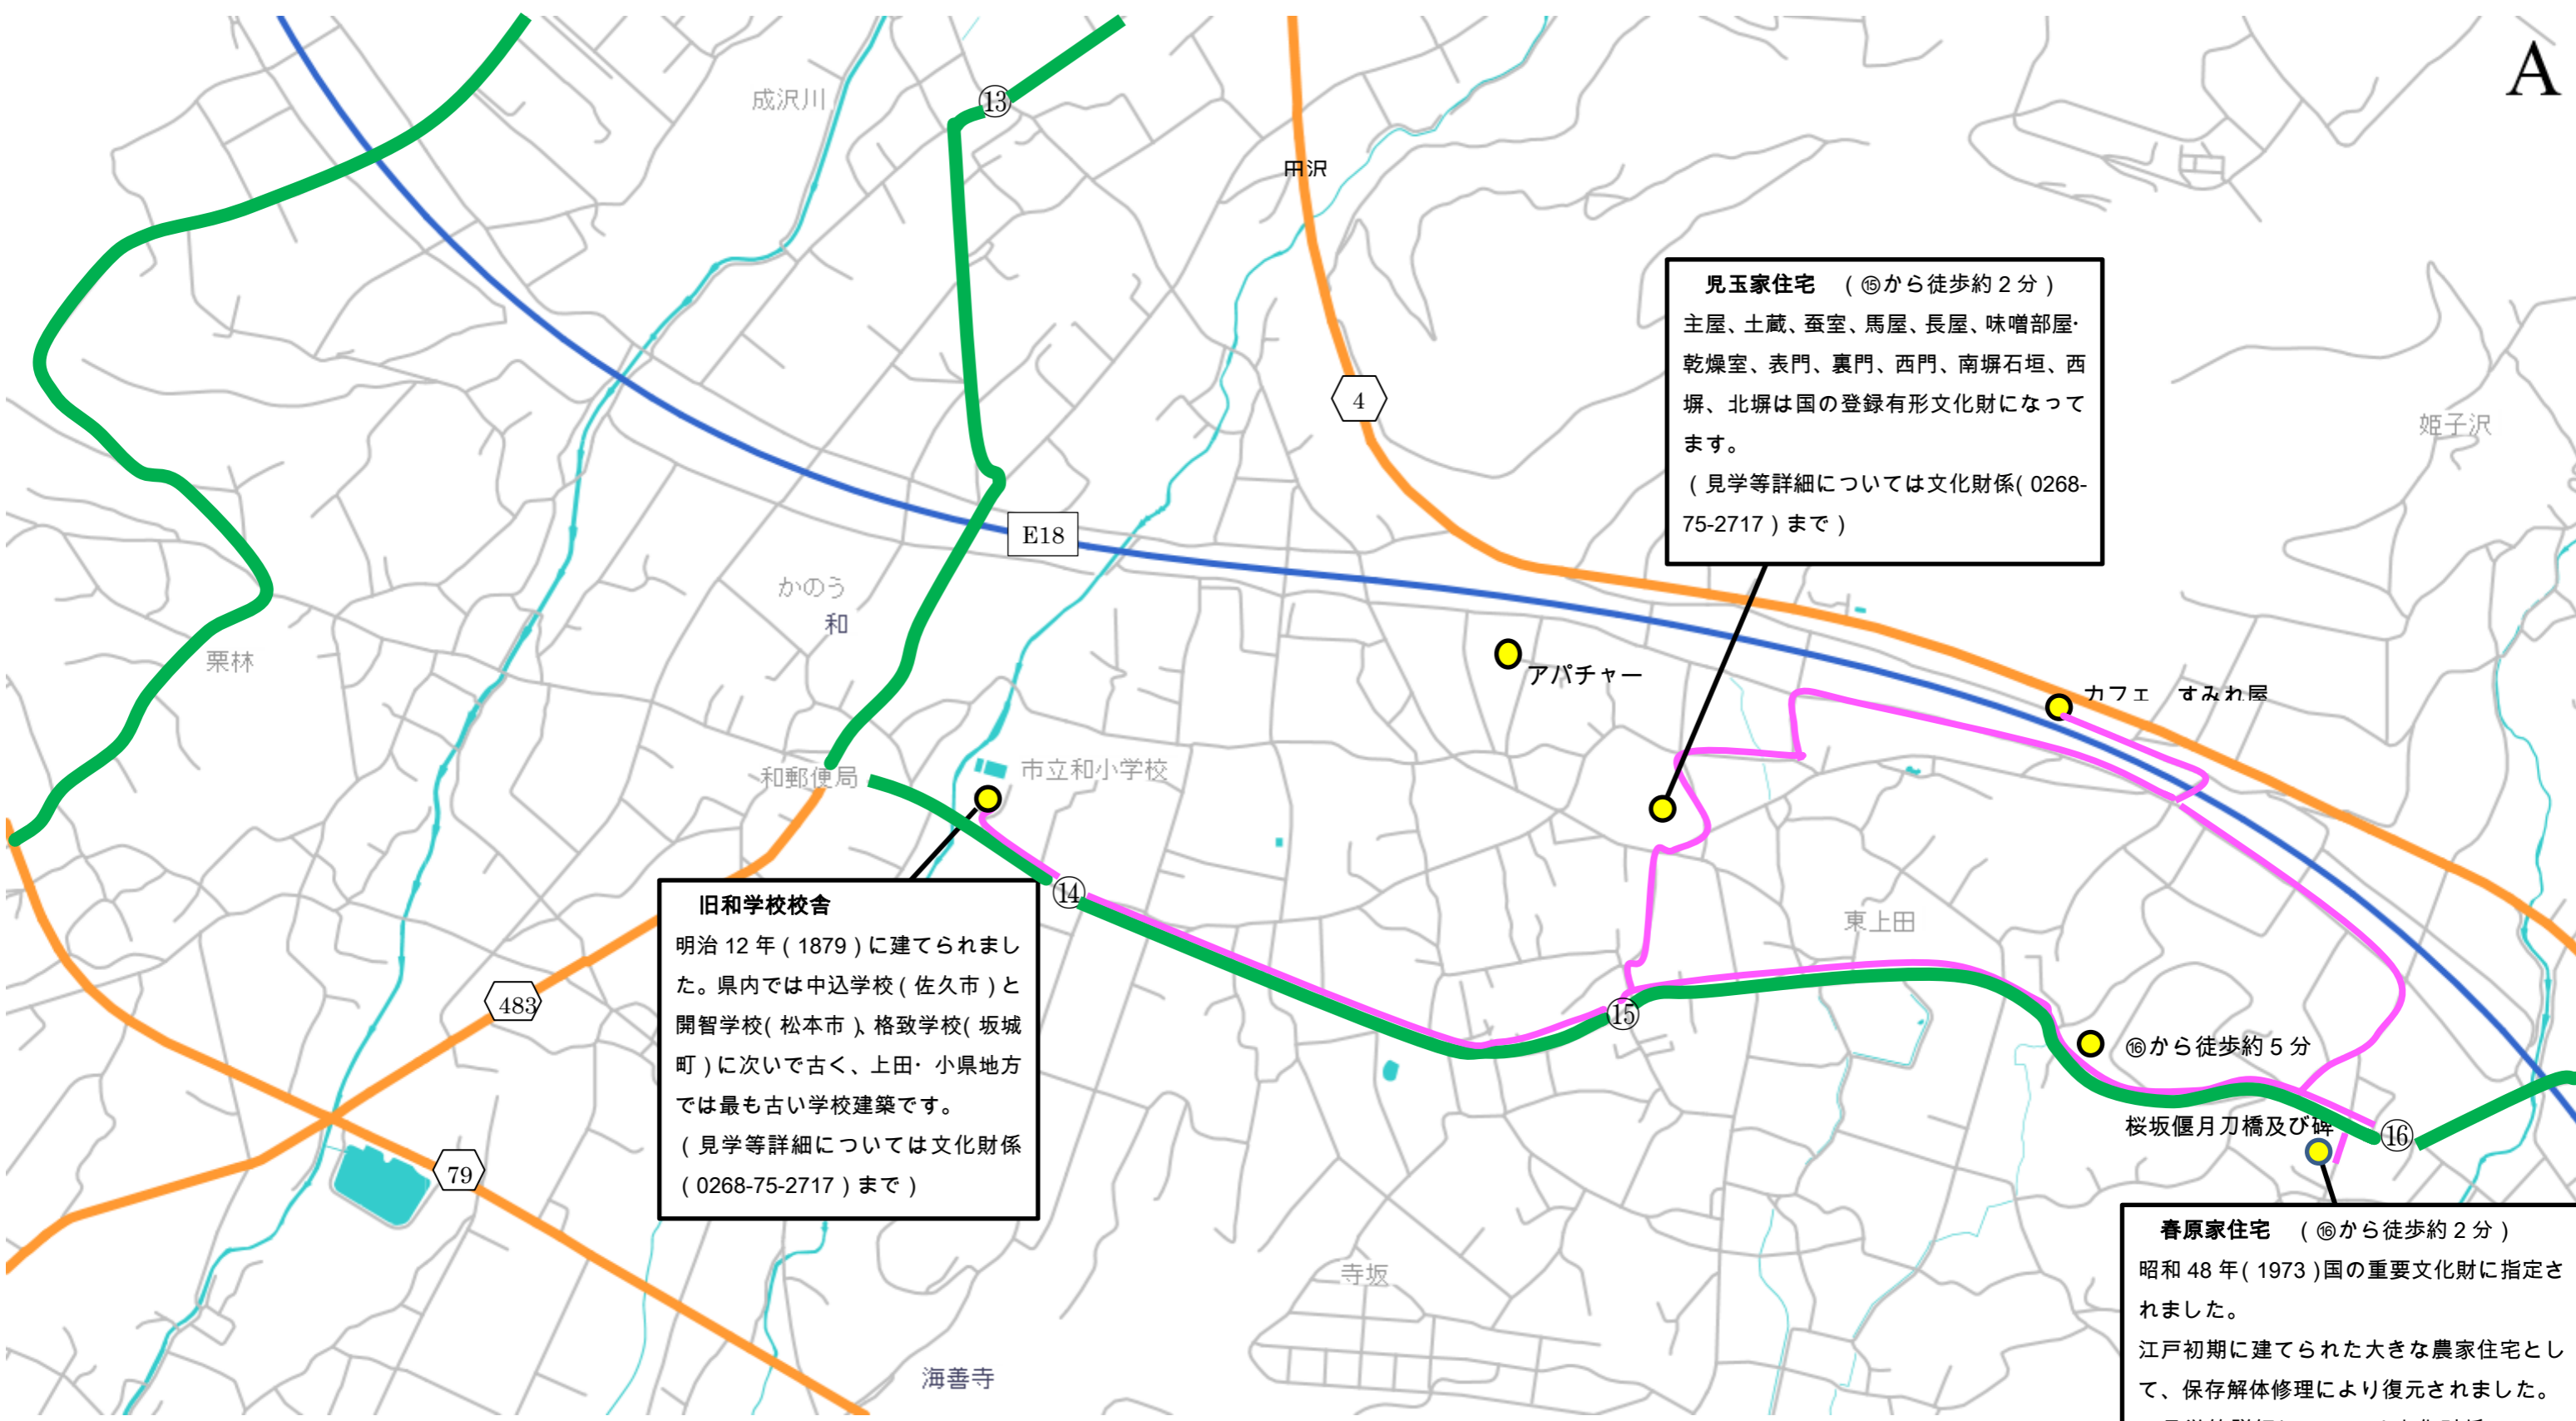 A
成沢川
⑬
田沢
児玉家住宅 (⑮から徒歩約2分)
主屋、土蔵、蚕室、馬屋、長屋、味噌部屋・
乾燥室、表門、裏門、西門、南塀石垣、西
塀、北塀は国の登録有形文化財になって
ます。
(見学等詳細については文化財係(0268-
75-2717)まで)
4
姫子沢
E18
かのう
和
栗林
アパチャー
カフェ すみれ屋
和郵便局
市立和小学校
⑭
旧和学校校舎
明治12年(1879)に建てられまし
た。県内では中込学校(佐久市)と
開智学校(松本市)、格致学校(坂城
町)に次いで古く、上田・小県地方
では最も古い学校建築です。
(見学等詳細については文化財係
(0268-75-2717)まで)
東上田
483
⑮
⑯から徒歩約5分
桜坂偃月刀橋及び碑
⑯
79
春原家住宅 (⑯から徒歩約2分)
昭和48年(1973)国の重要文化財に指定さ
れました。
江戸初期に建てられた大きな農家住宅とし
て、保存解体修理により復元されました。
寺坂
海善寺